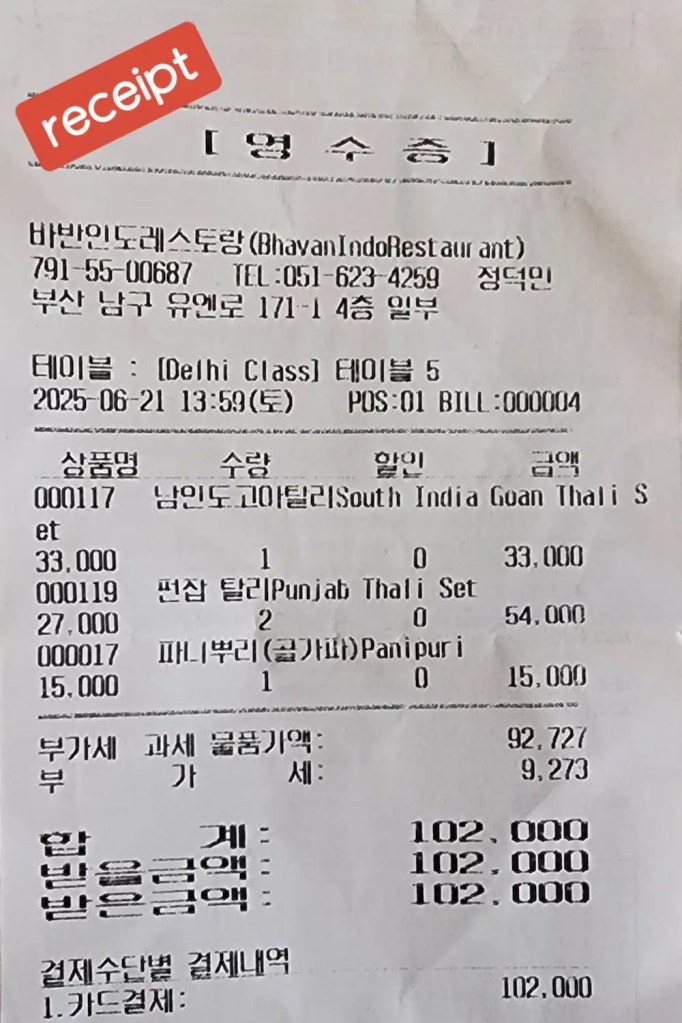 receipt
[ 영 수 증 ]
바반인도레스토랑(BhavanIndoRestaurant)
791-55-00687 TEL:051-623-4259 정덕민
부산 남구 유엔로 171-1 4층 일부
테이블 : [Delhi Class] 테이블 5
2025-06-21 13:59(토) POS:01 BILL:000004
상품명 수량 할인 금액
000117 남인도고아틸리South India Goan Thali S
et
33,000 1 0 33,000
000119 펀잡 탈리Punjab Thali Set
27,000 2 0 54,000
000017 파니뿌리(골가파)Panipuri
15,000 1 0 15,000
부가세 과세 물품가액: 92,727
부 가 세: 9,273
합 계: 102,000
받을금액: 102,000
받은금액: 102,000
결제수단별 결제내역
1.카드결제: 102,000